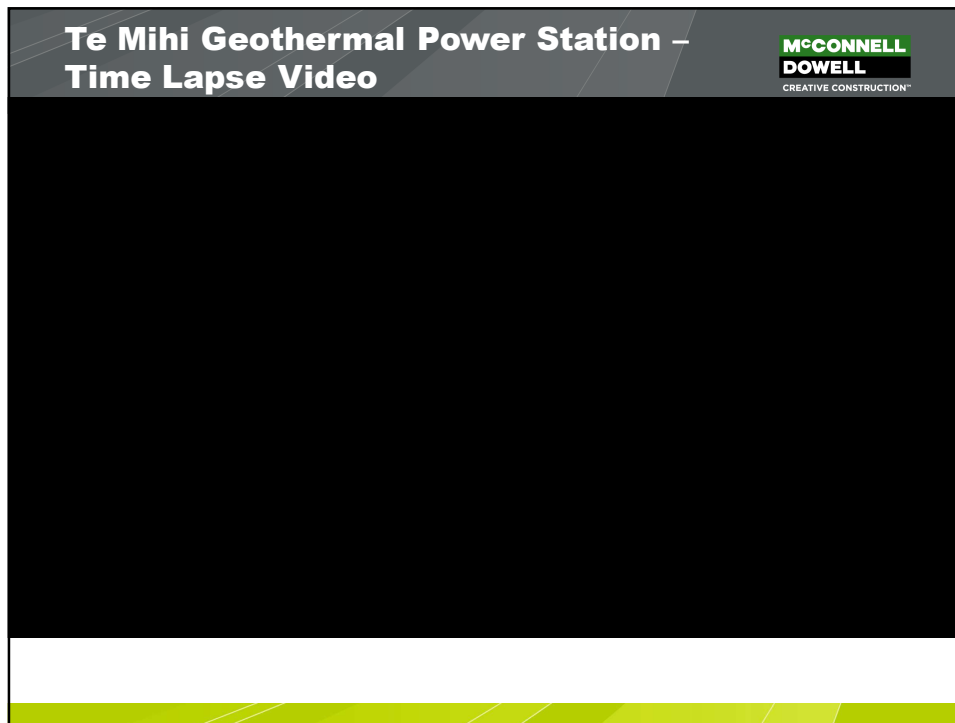 Te Mihi Geothermal Power Station –
Time Lapse Video
McCONNELL
DOWELL
CREATIVE CONSTRUCTION™